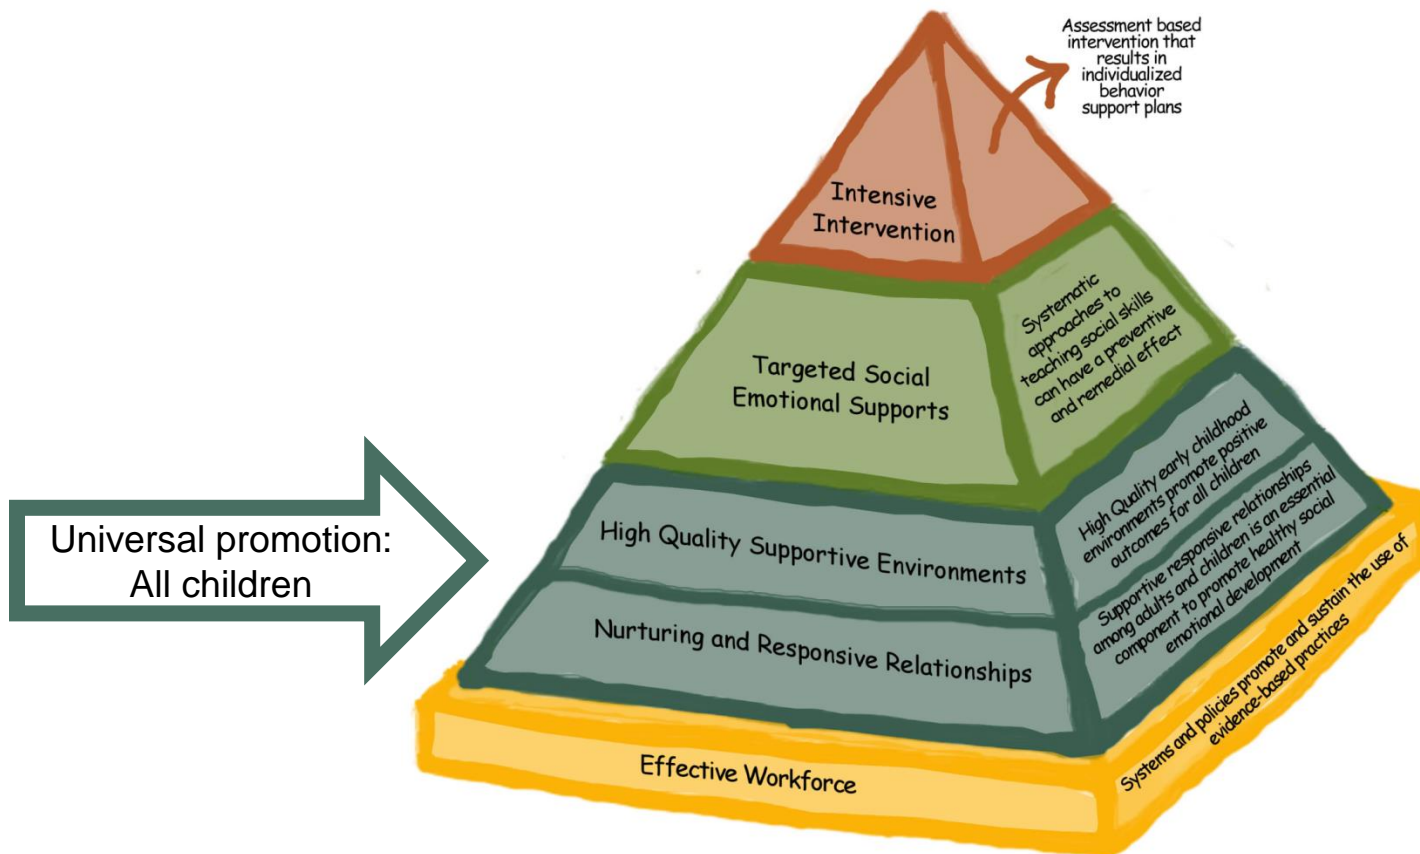 Assessment based
intervention that
results in
individualized
behavior
support plans
Intensive
Intervention
Systematic
approaches to
teaching social skills
can have a preventive
and remedial effect
Targeted Social
Emotional Supports
High Quality early childhood
environments promote positive
outcomes for all children
Universal promotion:
All children
High Quality Supportive Environments
Supportive responsive relationships
among adults and children is an essential
component to promote healthy social
emotional development
Nurturing and Responsive Relationships
Systems and policies promote and sustain the use of
evidence-based practices
Effective Workforce